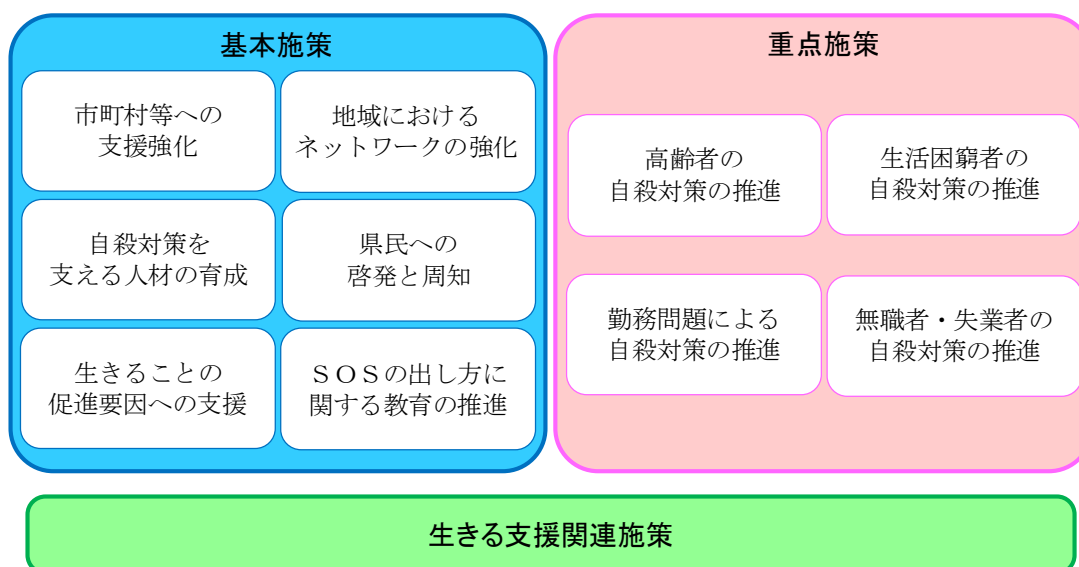 基本施策
市町村等への
支援強化
地域における
ネットワークの強化
自殺対策を
支える人材の育成
県民への
啓発と周知
生きることの
促進要因への支援
ＳＯＳの出し方に
関する教育の推進
重点施策
高齢者の
自殺対策の推進
生活困窮者の
自殺対策の推進
勤務問題による
自殺対策の推進
無職者・失業者の
自殺対策の推進
生きる支援関連施策